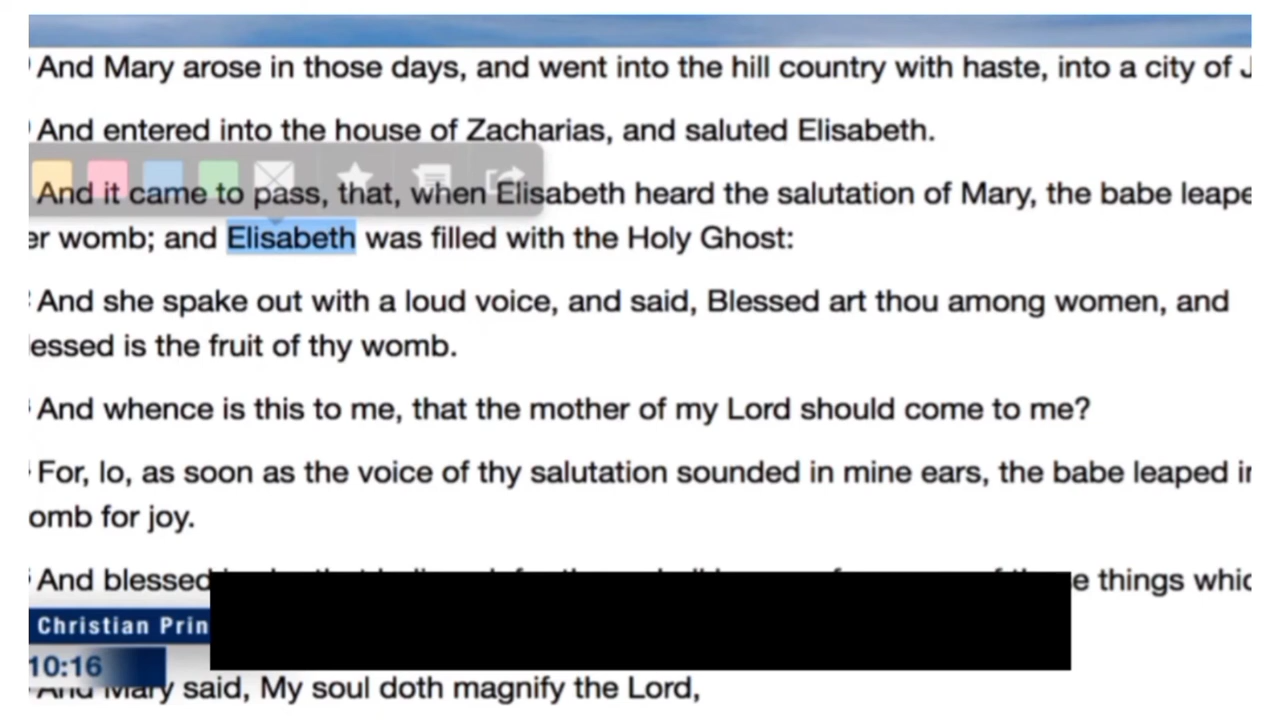 And Mary arose in those days, and went into the hill country with haste, into a city of
And entered into the house of Zacharias, and saluted Elisabeth.
And it came to pass, that, when Elisabeth heard the salutation of Mary, the babe leape
er womb; and Elisabeth was filled with the Holy Ghost:
And she spake out with a loud voice, and said, Blessed art thou among women, and
essed is the fruit of thy womb.
And whence is this to me, that the mother of my Lord should come to me?
For, lo, as soon as the voice of thy salutation sounded in mine ears, the babe leaped
omb for joy.
And blessed things whic
Christian Prin
10:16
And Mary said, My soul doth magnify the Lord,